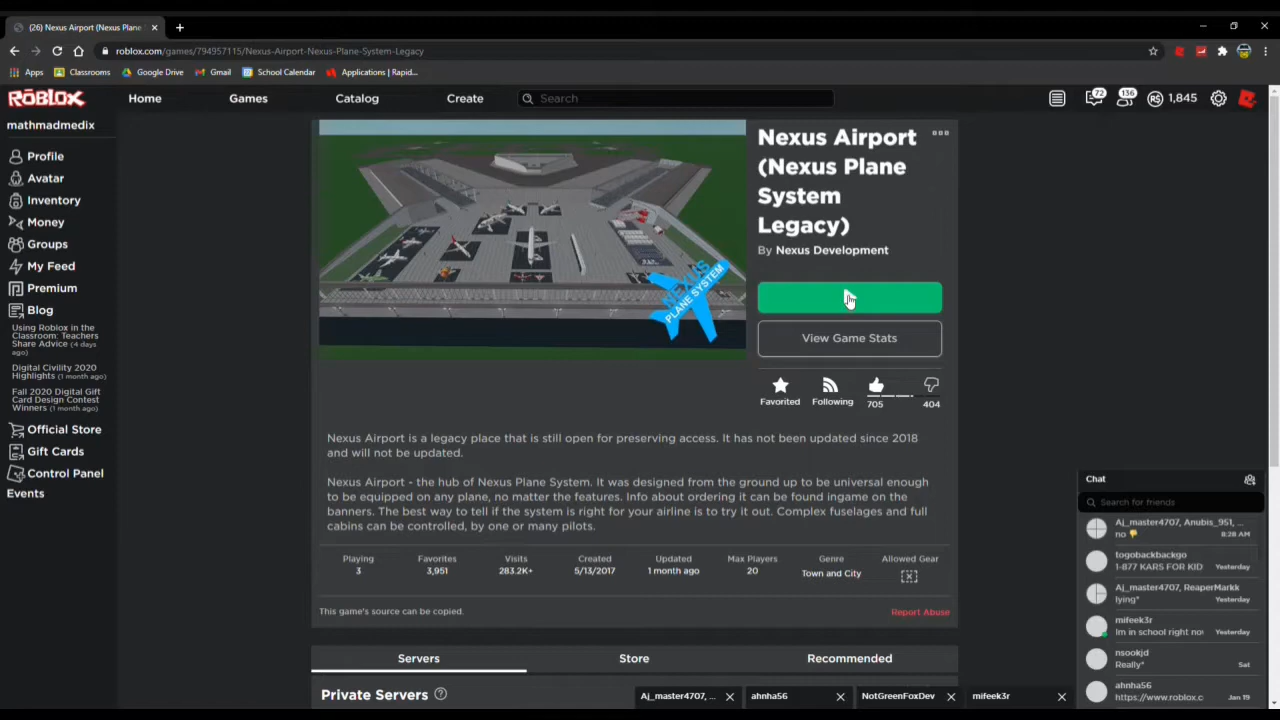 (26) Nexus Airport (Nexus Plane
roblox.com/games/794957115/Nexus-Airport-Nexus-Plane-System-Legacy
Apps
Classrooms
Google Drive
Gmail
School Calendar
Applications | Rapid...
ROBLOX
Home
Games
Catalog
Create
Search
72
136
1,845
mathmadmedix
Profile
Avatar
Inventory
Money
Groups
My Feed
Premium
Blog
Using Roblox in the
Classroom: Teachers
Share Advice (4 days
ago)
Digital Civility 2020
Highlights (1 month ago)
Fall 2020 Digital Gift
Card Design Contest
Winners (1 month ago)
Official Store
Gift Cards
Control Panel
Events
NEXUS
PLANE SYSTEM
Nexus Airport
(Nexus Plane
System
Legacy)
By Nexus Development
View Game Stats
Favorited
Following
705
404
Nexus Airport is a legacy place that is still open for preserving access. It has not been updated since 2018
and will not be updated.
Nexus Airport - the hub of Nexus Plane System. It was designed from the ground up to be universal enough
to be equipped on any plane, no matter the features. Info about ordering it can be found ingame on the
banners. The best way to tell if the system is right for your airline is to try it out. Complex fuselages and full
cabins can be controlled, by one or many pilots.
Playing
3
Favorites
3,951
Visits
283.2K+
Created
5/13/2017
Updated
1 month ago
Max Players
20
Genre
Town and City
Allowed Gear
This game's source can be copied.
Report Abuse
Servers
Store
Recommended
Private Servers
Chat
Search for friends
Aj_master4707, Anubis_951, ...
no 👎 8:28 AM
togobackbackgo
1-877 KARS FOR KID Yesterday
Aj_master4707, ReaperMarkk
lying* Yesterday
mifeek3r
Im in school right no Yesterday
nsookjd
Really* Sat
ahnha56
https://www.roblox.c Jan 19
Aj_master4707, ...
ahnha56
NotGreenFoxDev
mifeek3r